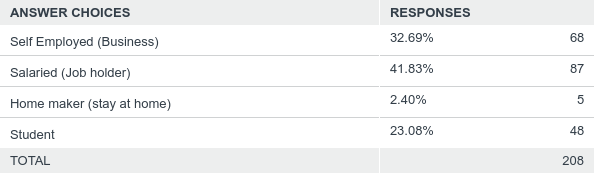 ANSWER CHOICES RESPONSES
Self Employed (Business) 32.69% 68
Salaried (Job holder) 41.83% 87
Home maker (stay at home) 2.40% 5
Student 23.08% 48
TOTAL 208